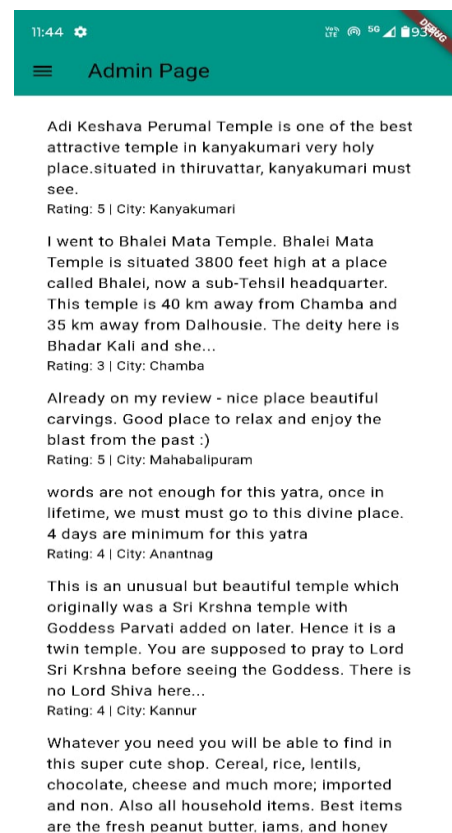 11:44
VoLTE 5G 93%
DEBUG
Admin Page
Adi Keshava Perumal Temple is one of the best
attractive temple in kanyakumari very holy
place.situated in thiruvattar, kanyakumari must
see.
Rating: 5 | City: Kanyakumari
I went to Bhalei Mata Temple. Bhalei Mata
Temple is situated 3800 feet high at a place
called Bhalei, now a sub-Tehsil headquarter.
This temple is 40 km away from Chamba and
35 km away from Dalhousie. The deity here is
Bhadar Kali and she...
Rating: 3 | City: Chamba
Already on my review - nice place beautiful
carvings. Good place to relax and enjoy the
blast from the past :)
Rating: 5 | City: Mahabalipuram
words are not enough for this yatra, once in
lifetime, we must must go to this divine place.
4 days are minimum for this yatra
Rating: 4 | City: Anantnag
This is an unusual but beautiful temple which
originally was a Sri Krshna temple with
Goddess Parvati added on later. Hence it is a
twin temple. You are supposed to pray to Lord
Sri Krshna before seeing the Goddess. There is
no Lord Shiva here...
Rating: 4 | City: Kannur
Whatever you need you will be able to find in
this super cute shop. Cereal, rice, lentils,
chocolate, cheese and much more; imported
and non. Also all household items. Best items
are the fresh peanut butter, jams, and honey